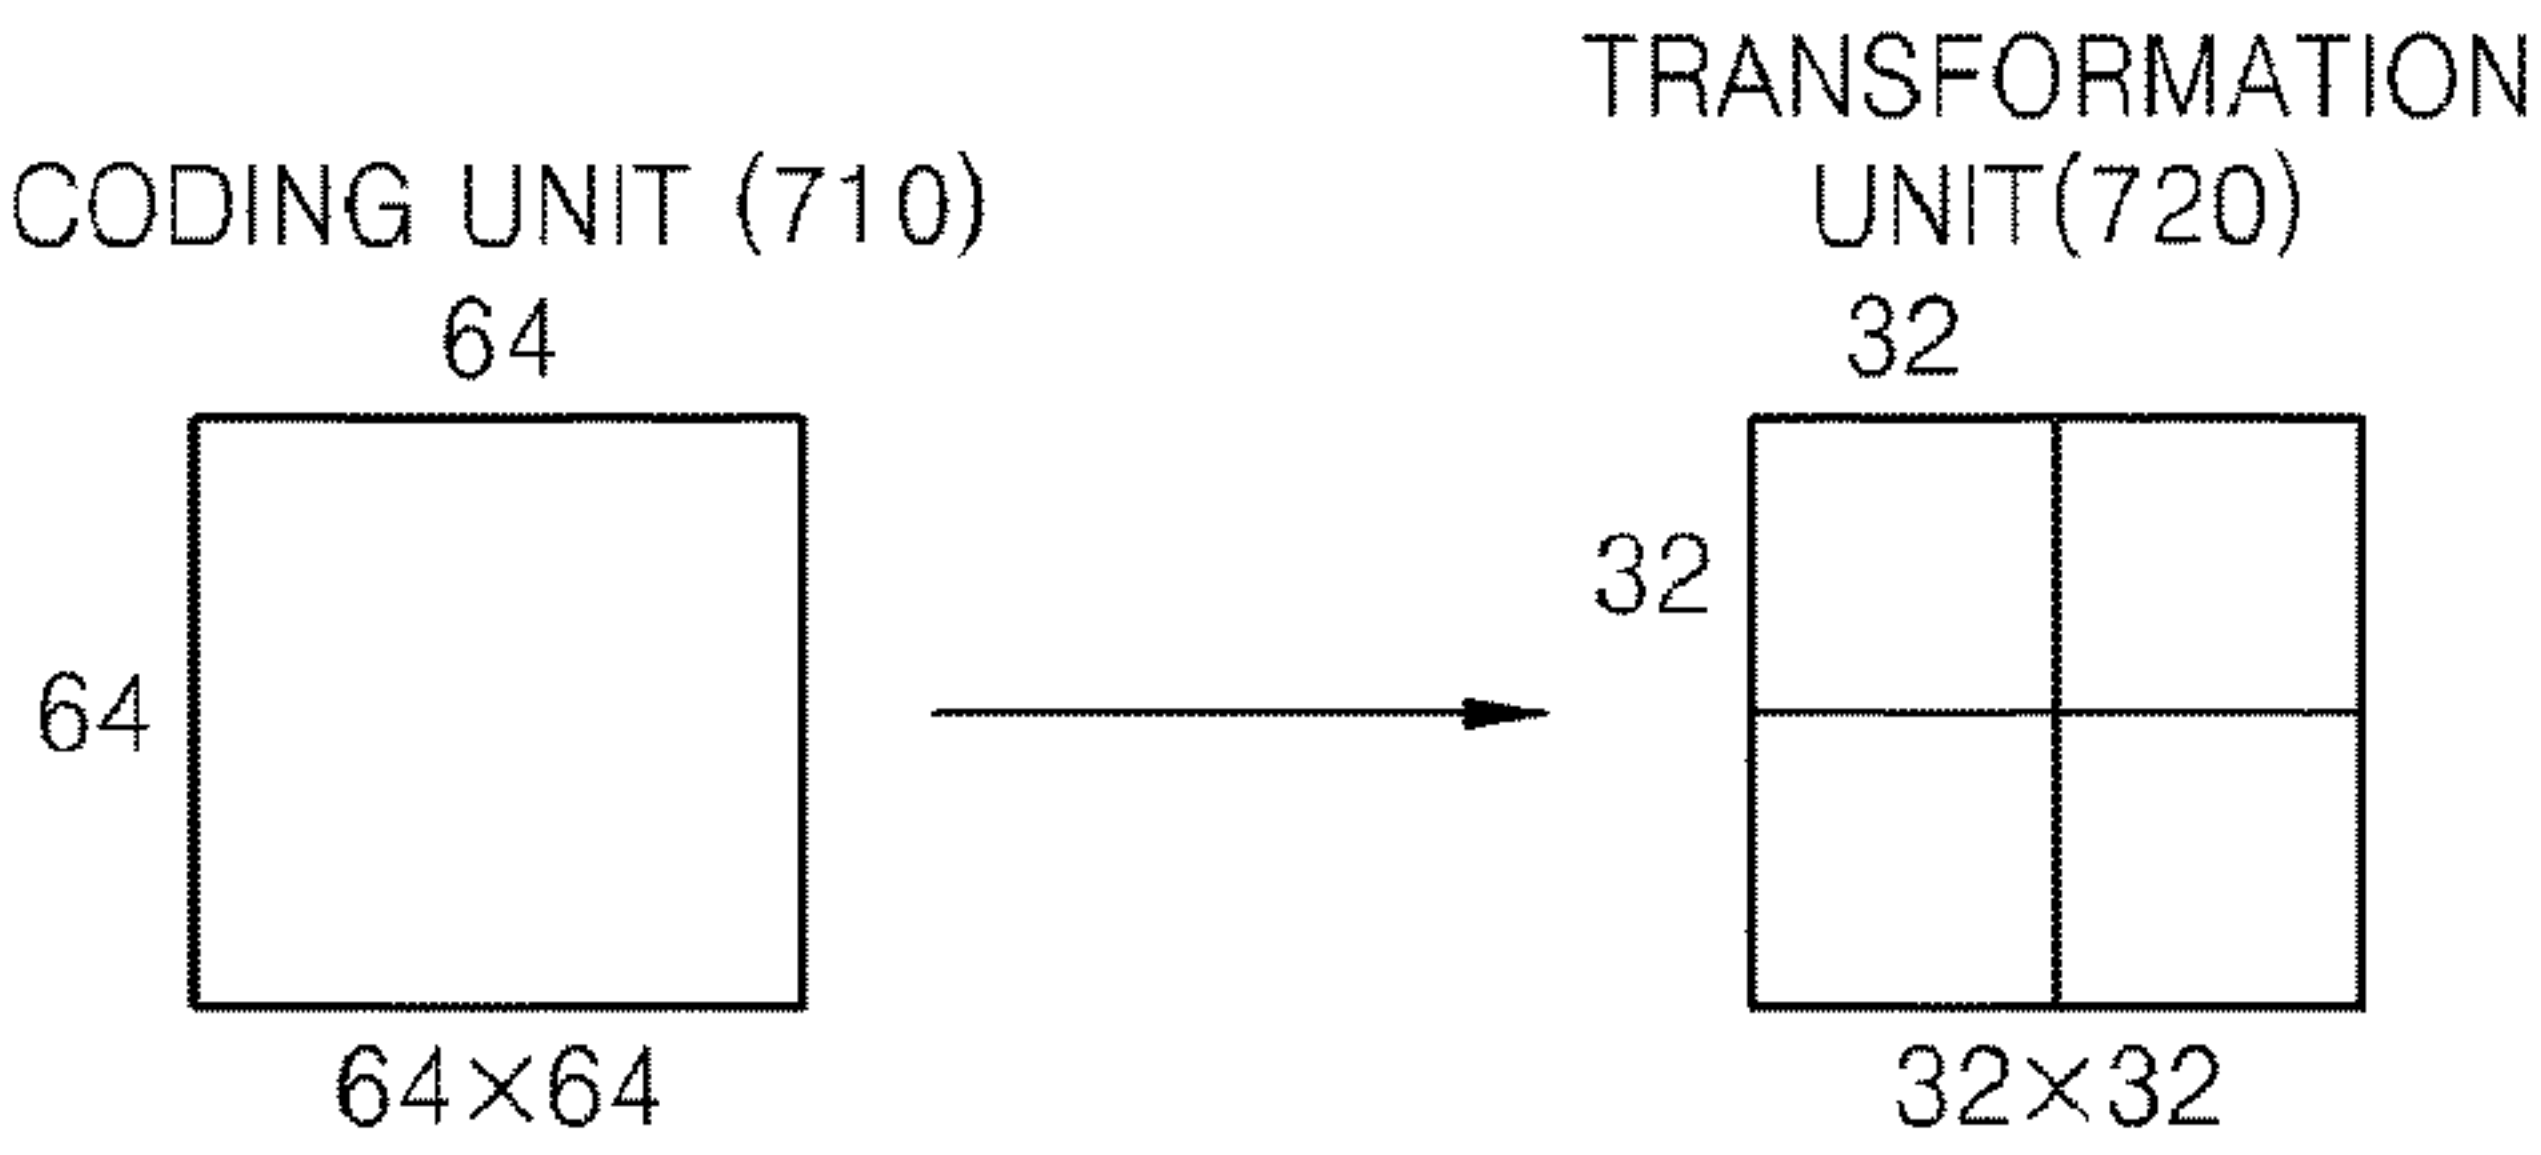 CODING UNIT (710)
64
64
64×64
TRANSFORMATION
UNIT(720)
32
32
32×32